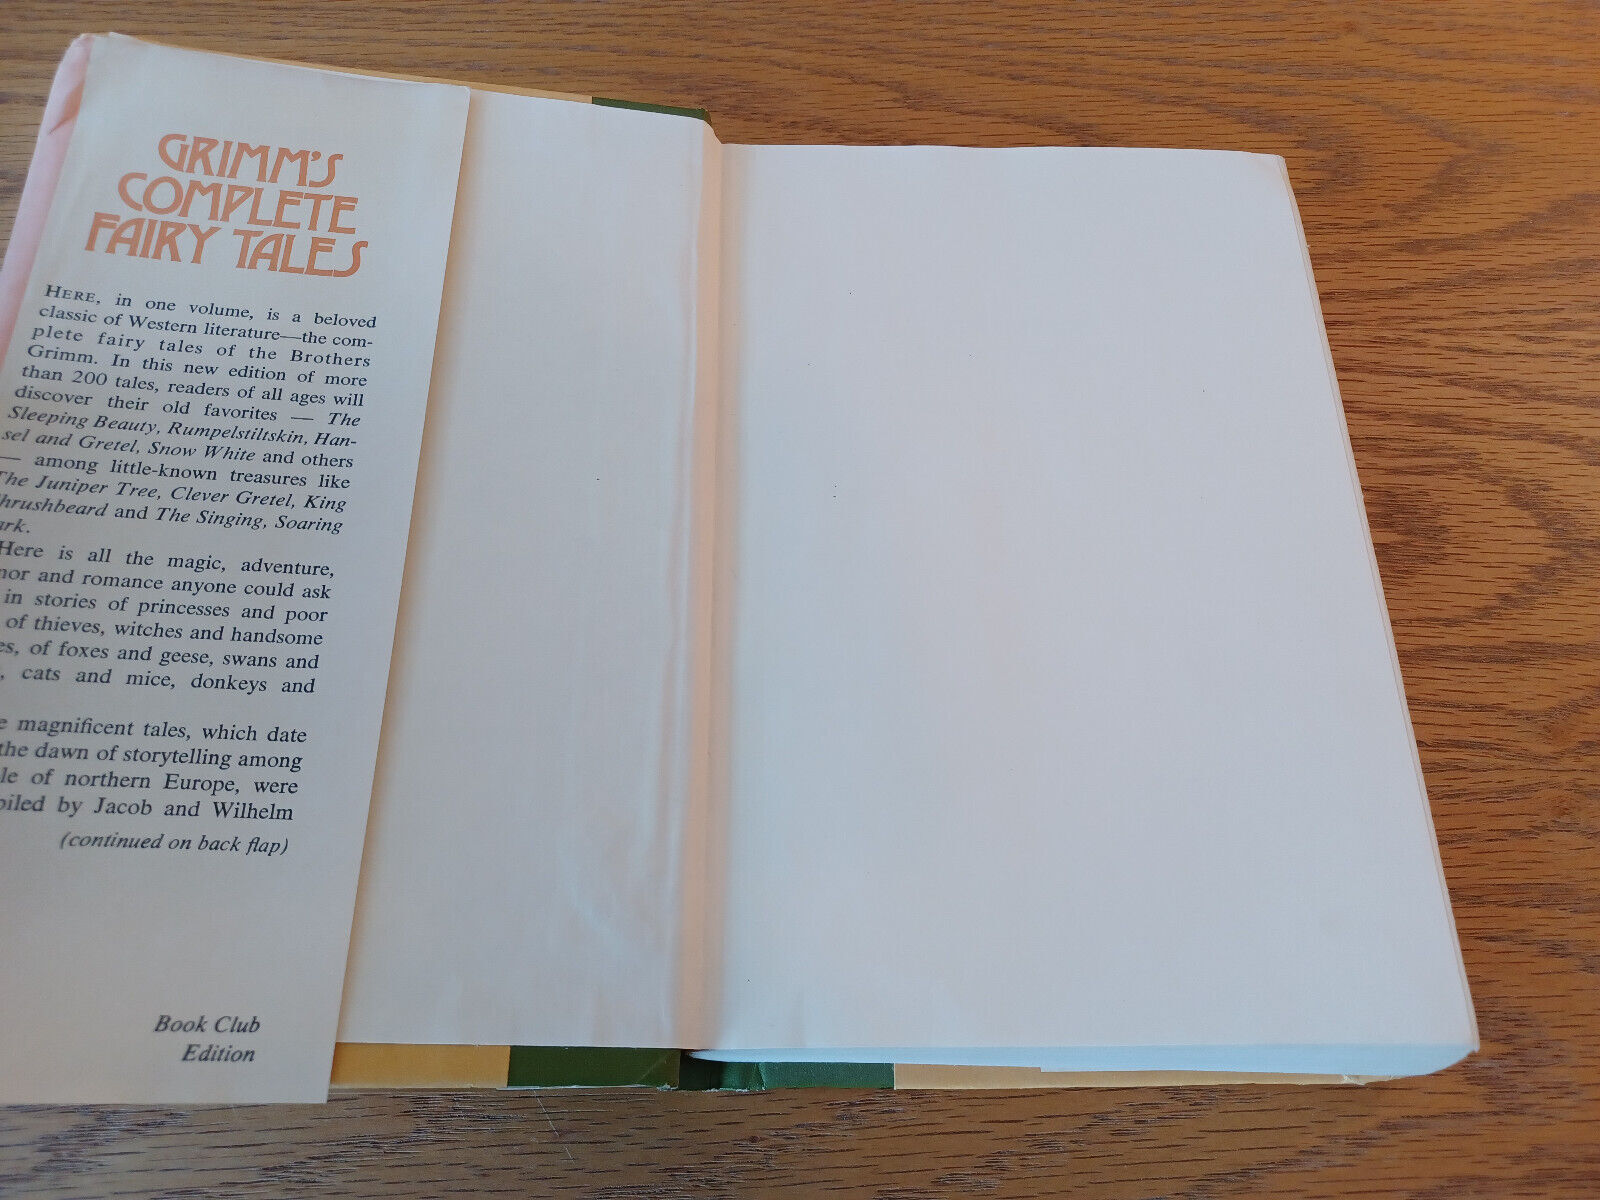 GRIMM'S
COMPLETE
FAIRY TALES
HERE, in one volume, is a beloved
classic of Western literature—the com-
plete fairy tales of the Brothers
Grimm. In this new edition of more
than 200 tales, readers of all ages will
discover their old favorites — The
Sleeping Beauty, Rumpelstiltskin, Han-
sel and Gretel, Snow White and others
— among little-known treasures like
The Juniper Tree, Clever Gretel, King
hrushbeard and The Singing, Soaring
ark.
Here is all the magic, adventure,
and romance anyone could ask
in stories of princesses and poor
of thieves, witches and handsome
of foxes and geese, swans and
cats and mice, donkeys and
magnificent tales, which date
the dawn of storytelling among
of northern Europe, were
by Jacob and Wilhelm
(continued on back flap)
Book Club
Edition